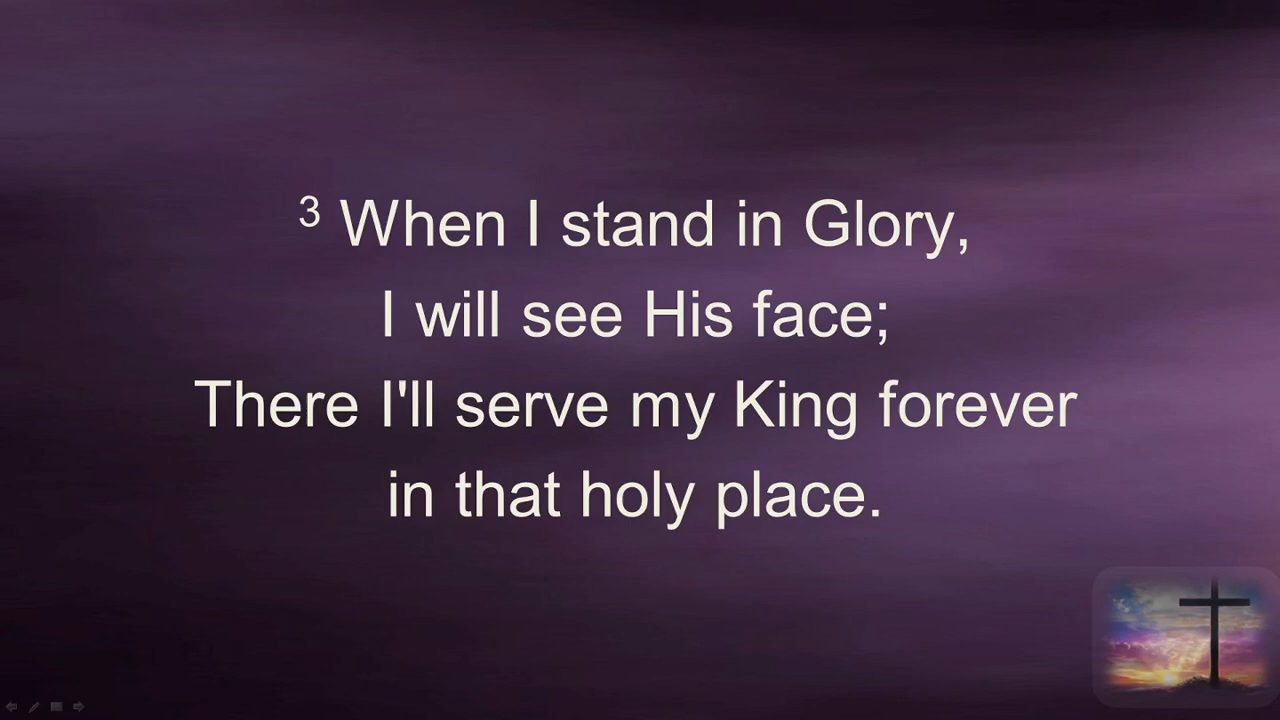 3 When I stand in Glory,
I will see His face;
There I'll serve my King forever
in that holy place.